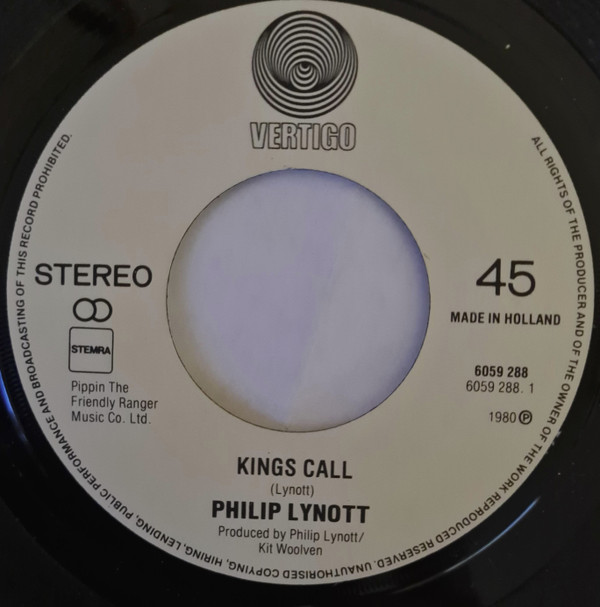 VERTIGO
STEREO
STEMRA
Pippin The
Friendly Ranger
Music Co. Ltd.
45
MADE IN HOLLAND
6059 288
6059 288. 1
1980 Ⓟ
KINGS CALL
(Lynott)
PHILIP LYNOTT
Produced by Philip Lynott/
Kit Woolven
ALL RIGHTS OF THE PRODUCER AND OF THE OWNER OF THE WORK REPRODUCED RESERVED. UNAUTHORISED COPYING, HIRING, LENDING, PUBLIC PERFORMANCE AND BROADCASTING OF THIS RECORD PROHIBITED.